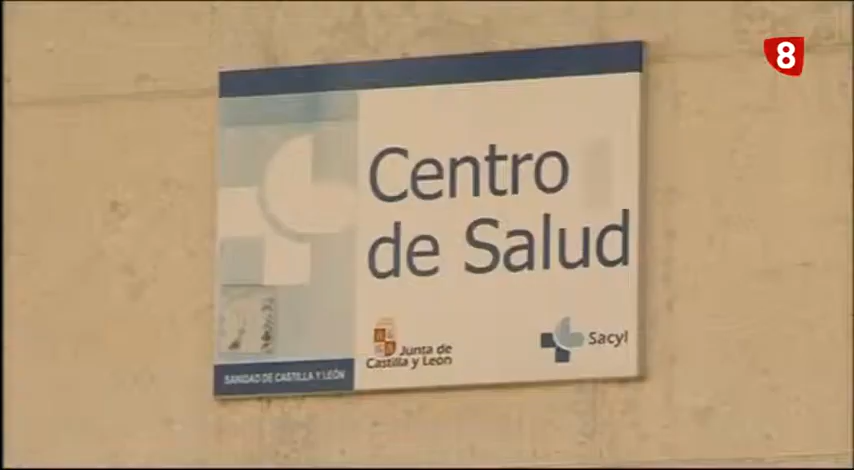 8
Centro
de Salud
Junta de
Castilla y León
Sacyl
SANIDAD DE CASTILLA Y LEÓN